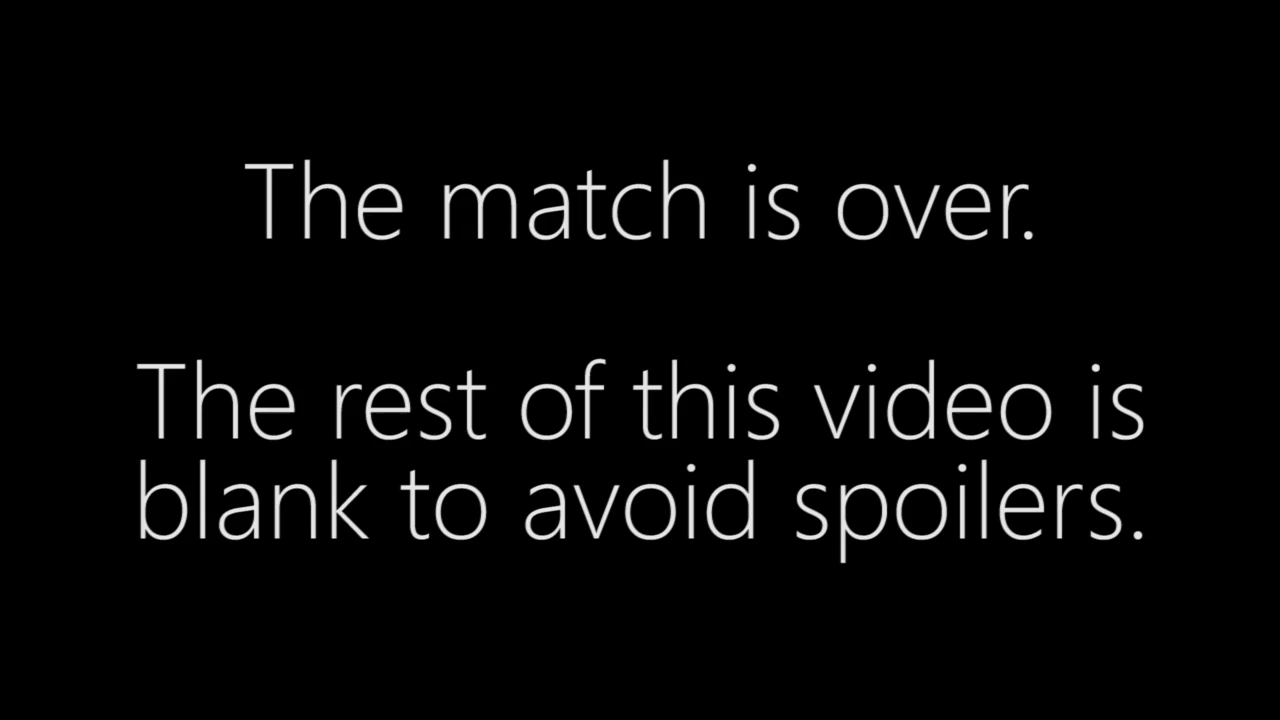 The match is over.
The rest of this video is
blank to avoid spoilers.